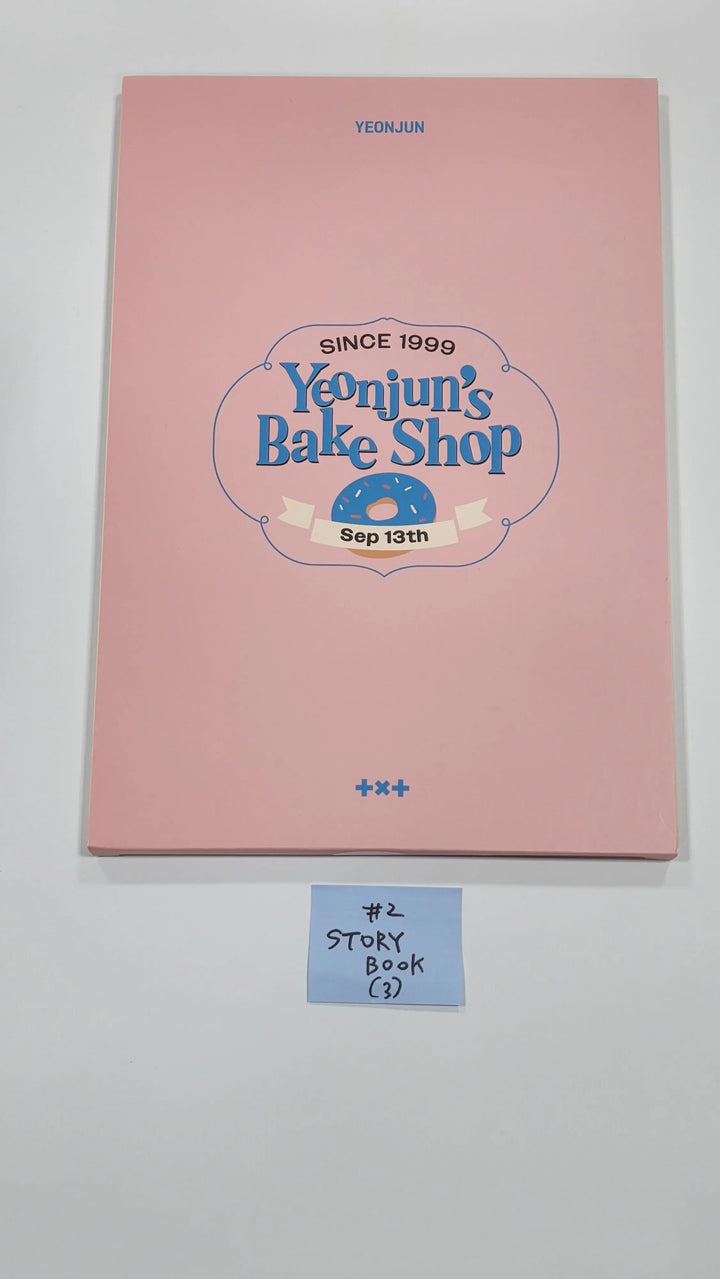 YEONJUN
SINCE 1999
Yeonjun's
Bake Shop
Sep 13th
+×+
#2
STORY
BOOK
(3)